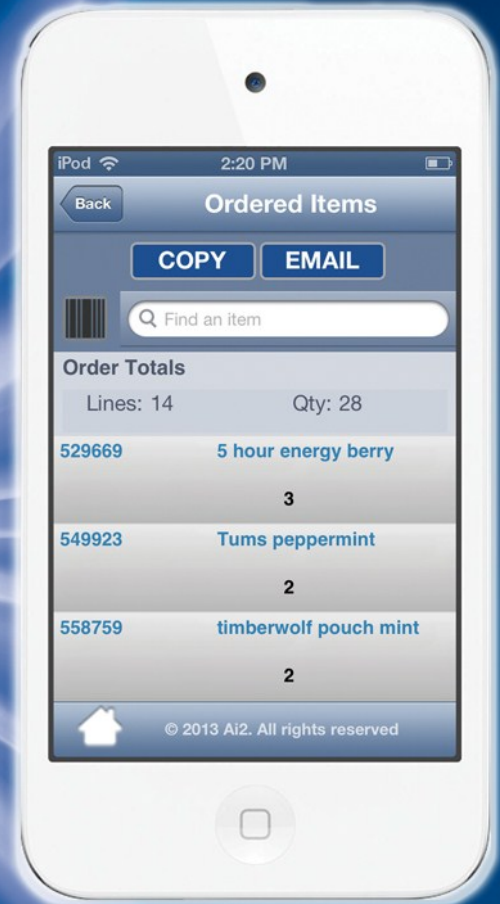 iPod 2:20 PM
Back Ordered Items
COPY EMAIL
Find an item
Order Totals
Lines: 14 Qty: 28
529669 5 hour energy berry
3
549923 Tums peppermint
2
558759 timberwolf pouch mint
2
© 2013 Ai2. All rights reserved